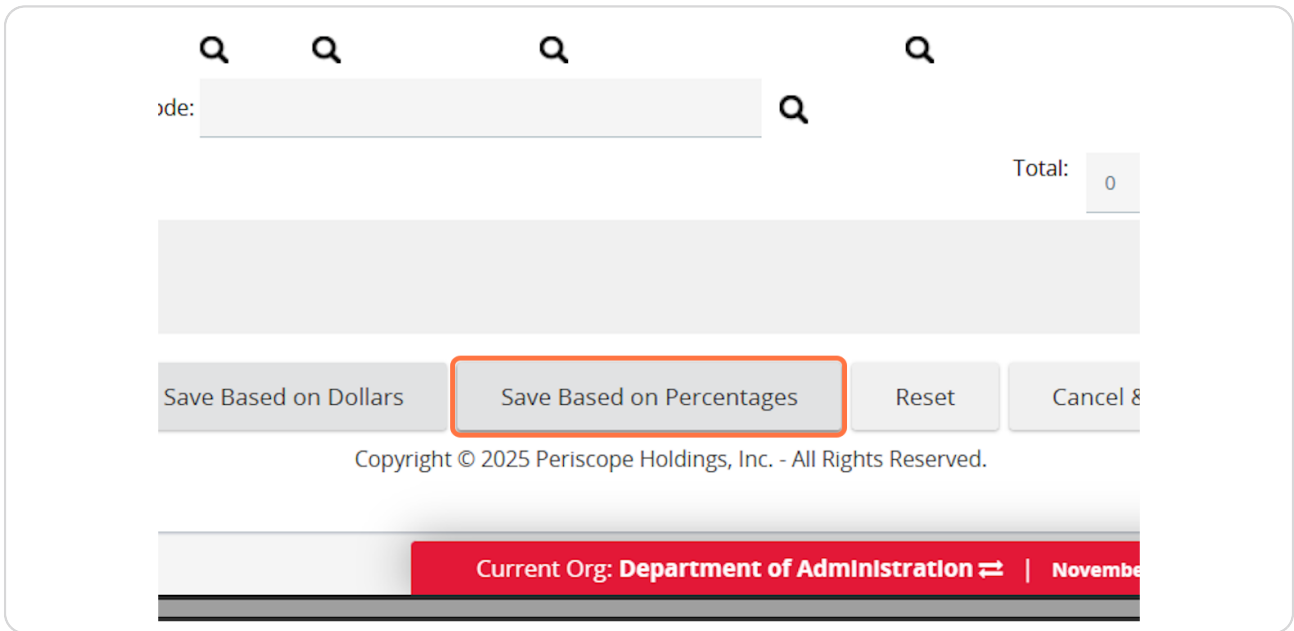 ode:
Total:
0
Save Based on Dollars Save Based on Percentages Reset Cancel &
Copyright © 2025 Periscope Holdings, Inc. - All Rights Reserved.
Current Org: Department of Administration | Novembe